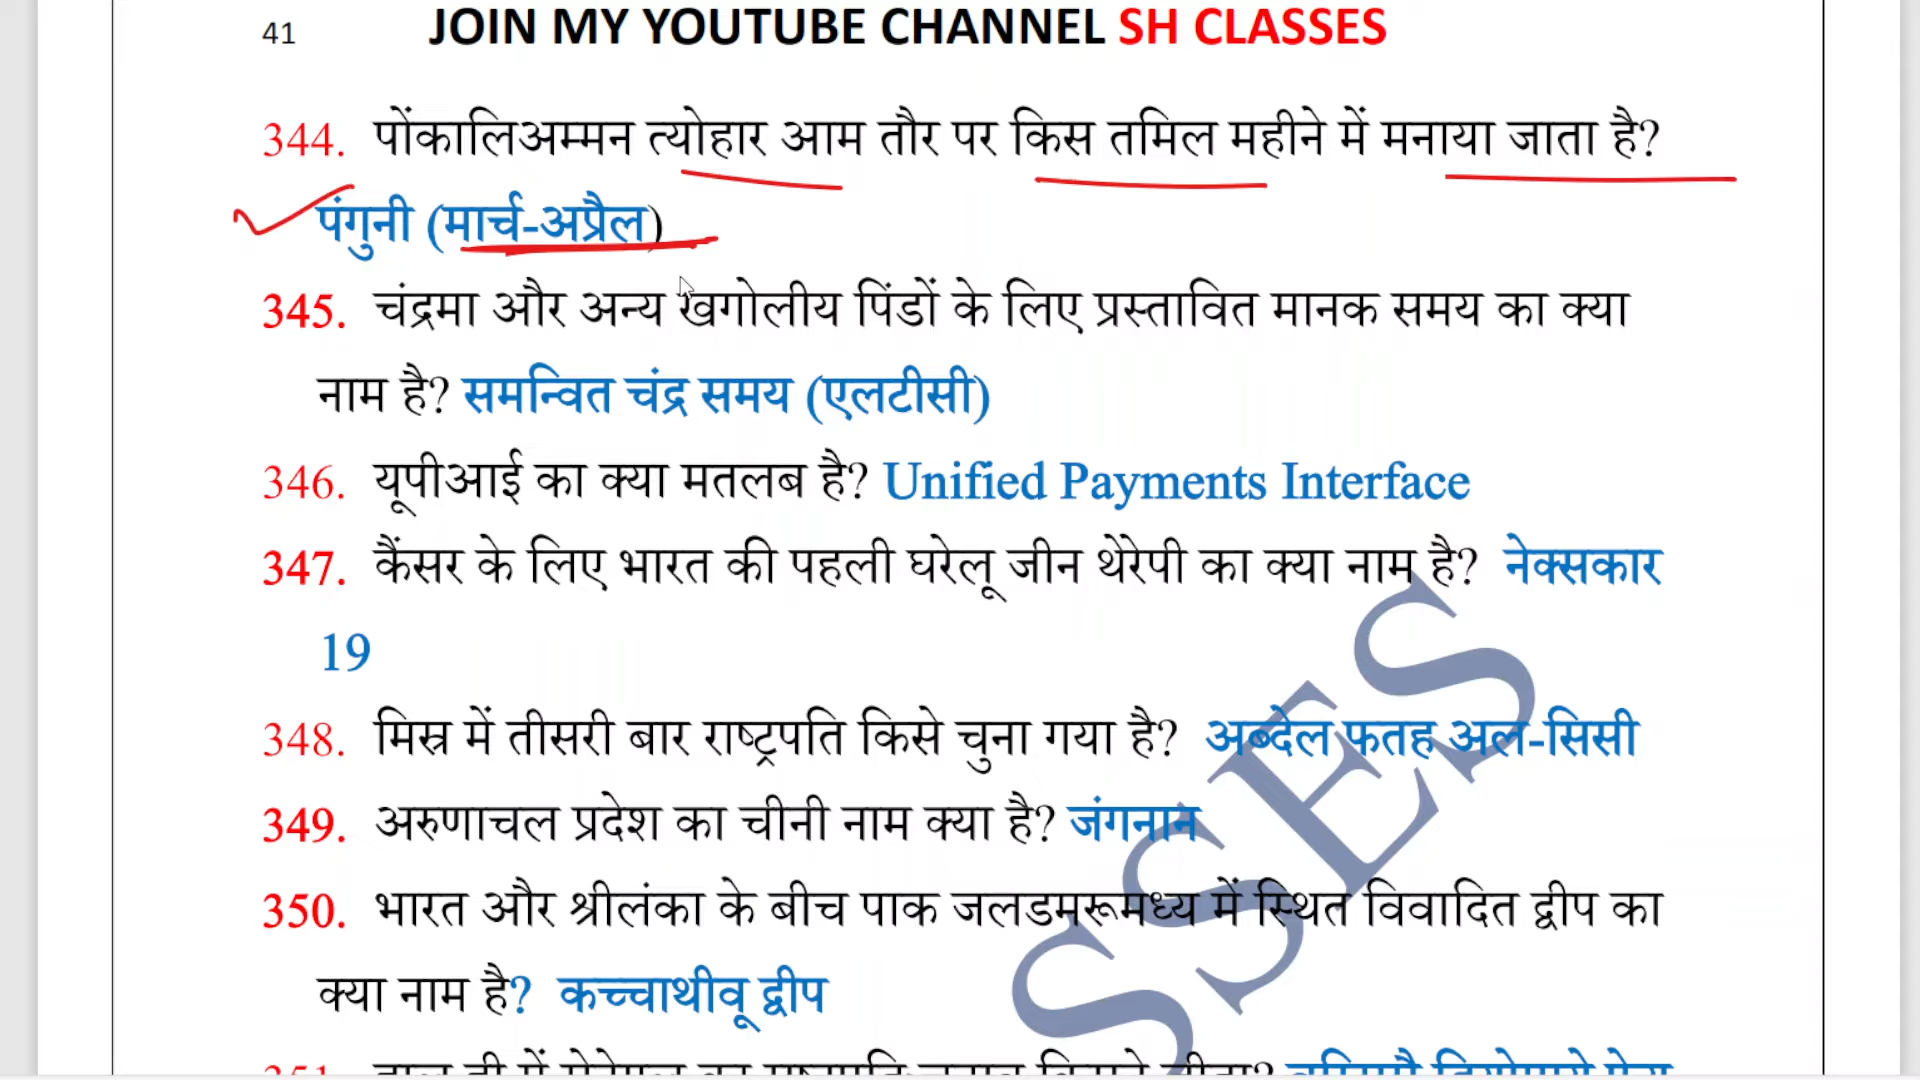 41
JOIN MY YOUTUBE CHANNEL SH CLASSES
344. पोंकालिअम्मन त्योहार आम तौर पर किस तमिल महीने में मनाया जाता है?
पंगुनी (मार्च-अप्रैल)
345. चंद्रमा और अन्य खगोलीय पिंडों के लिए प्रस्तावित मानक समय का क्या
नाम है? समन्वित चंद्र समय (एलटीसी)
346. यूपीआई का क्या मतलब है? Unified Payments Interface
347. कैंसर के लिए भारत की पहली घरेलू जीन थेरेपी का क्या नाम है? नेक्सकार
19
348. मिस्र में तीसरी बार राष्ट्रपति किसे चुना गया है? अब्देल फतह अल-सिसी
349. अरुणाचल प्रदेश का चीनी नाम क्या है? जंगनान
350. भारत और श्रीलंका के बीच पाक जलडमरूमध्य में स्थित विवादित द्वीप का
क्या नाम है? कच्चाथीवू द्वीप
SSES